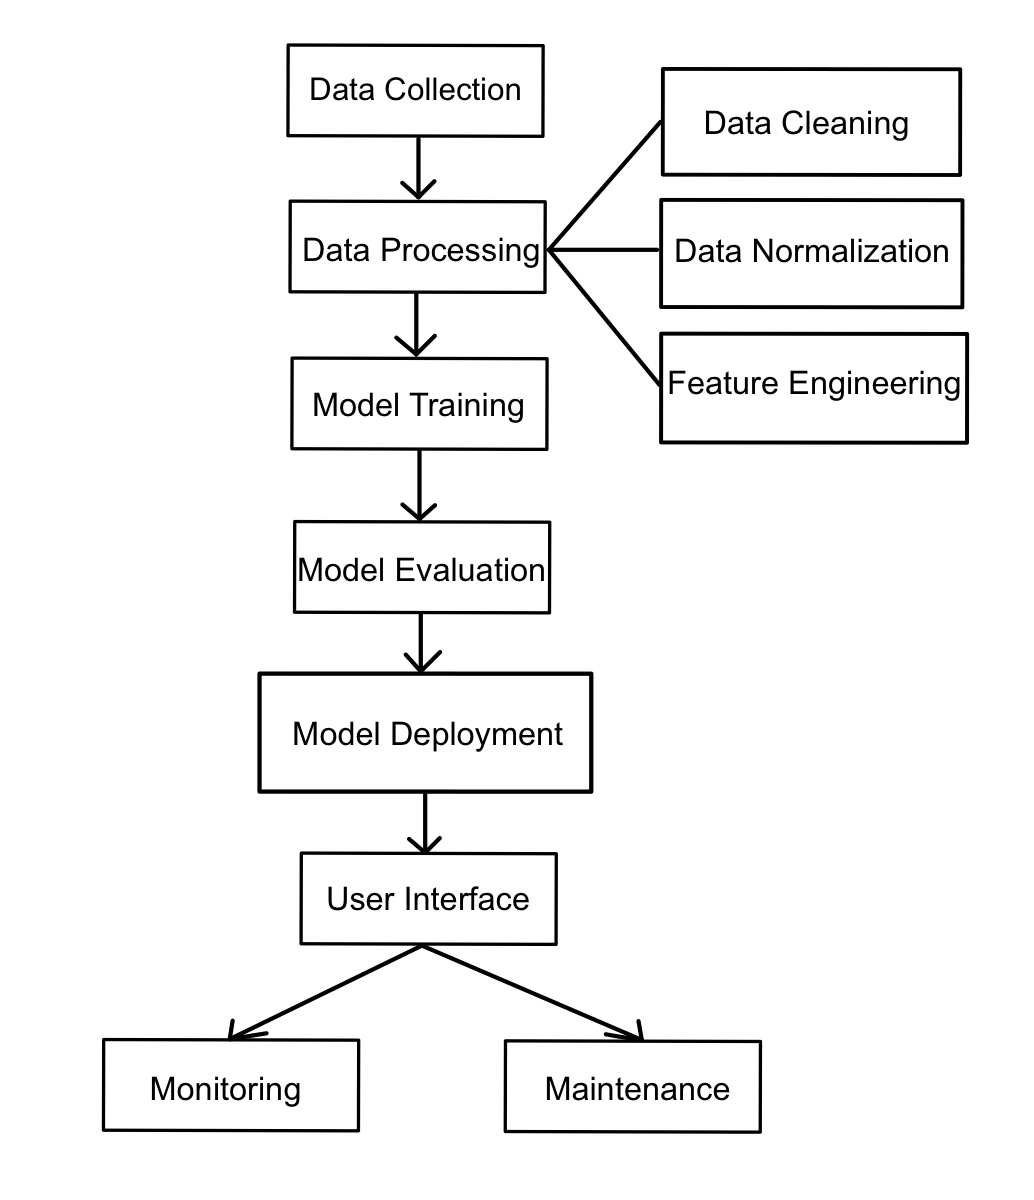 Data Collection
Data Cleaning
Data Processing
Data Normalization
Feature Engineering
Model Training
Model Evaluation
Model Deployment
User Interface
Monitoring
Maintenance